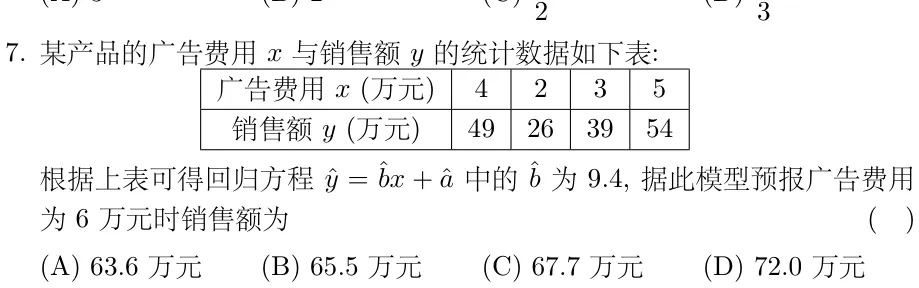 2
3
7. 某产品的广告费用 x 与销售额 y 的统计数据如下表:
广告费用 x (万元) 4 2 3 5
销售额 y (万元) 49 26 39 54
根据上表可得回归方程 ŷ = b̂x + â 中的 b̂ 为 9.4, 据此模型预报广告费用
为 6 万元时销售额为 ( )
(A) 63.6 万元 (B) 65.5 万元 (C) 67.7 万元 (D) 72.0 万元